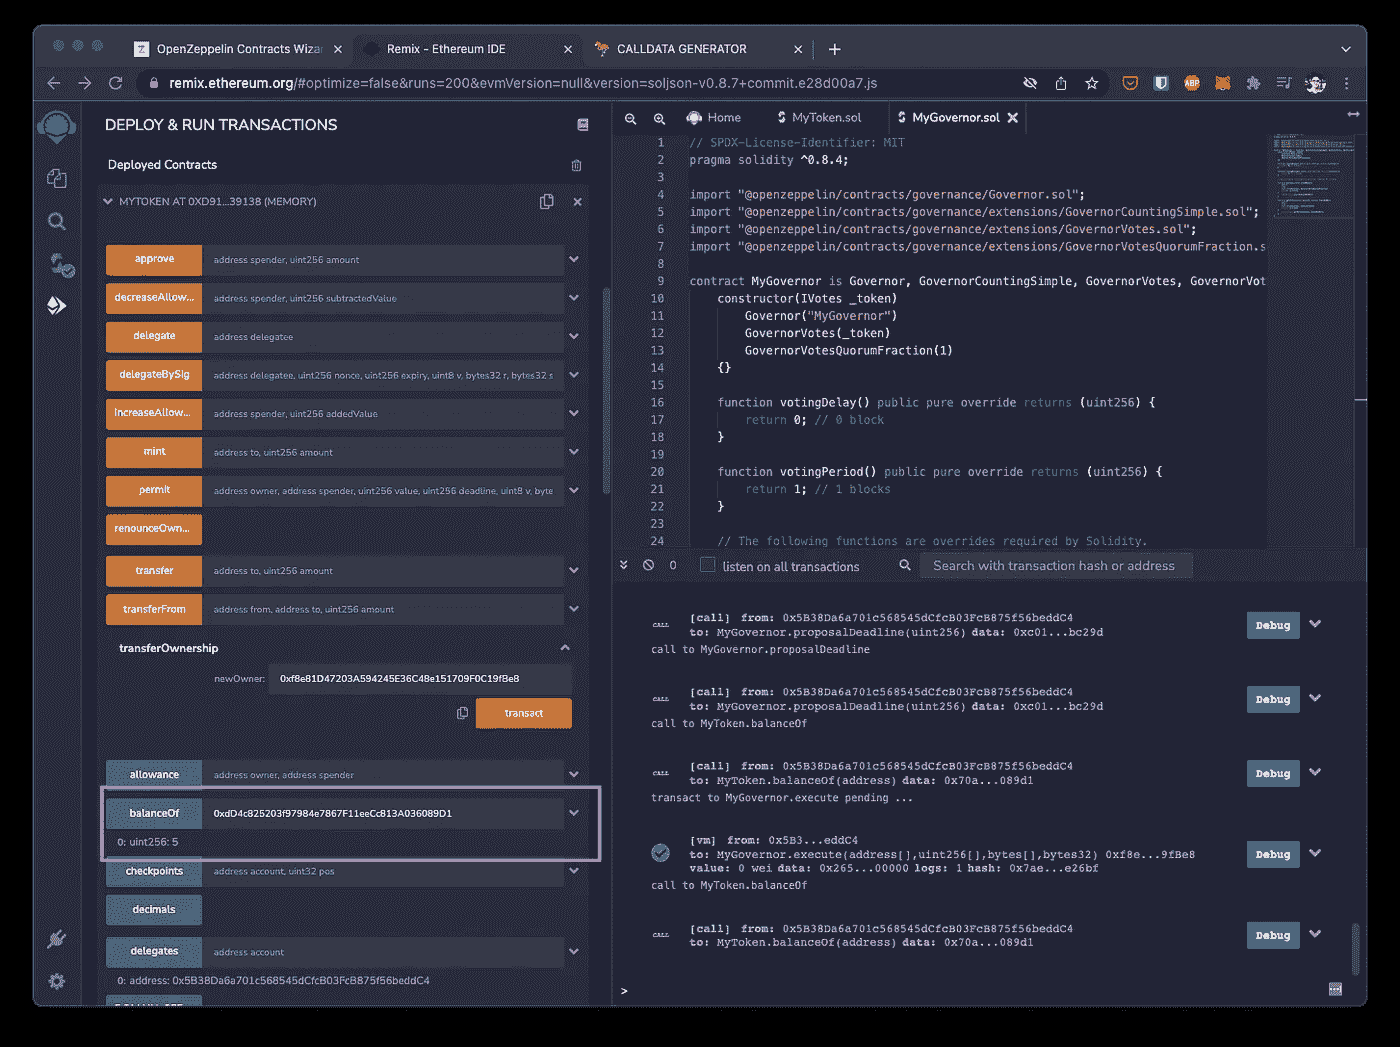 OpenZeppelin Contracts Wiza
Remix - Ethereum IDE
CALLDATA GENERATOR
remix.ethereum.org/#optimize=false&runs=200&evmVersion=null&version=soljson-v0.8.7+commit.e28d00a7.js
ABP
DEPLOY & RUN TRANSACTIONS
Deployed Contracts
MYTOKEN AT 0XD91...39138 (MEMORY)
approve address spender, uint256 amount
decreaseAllow... address spender, uint256 subtractedValue
delegate address delegatee
delegateBySig address delegatee, uint256 nonce, uint256 expiry, uint8 v, bytes32 r, bytes32 s
increaseAllow... address spender, uint256 addedValue
mint address to, uint256 amount
permit address owner, address spender, uint256 value, uint256 deadline, uint8 v, byte
renounceOwn...
transfer address to, uint256 amount
transferFrom address from, address to, uint256 amount
transferOwnership
newOwner: 0xf8e81D47203A594245E36C48e151709F0C19fBe8
transact
allowance address owner, address spender
balanceOf 0xdD4c825203f97984e7867F11eeCc813A036089D1
0: uint256: 5
checkpoints address account, uint32 pos
decimals
delegates address account
0: address: 0x5B38Da6a701c568545dCfcB03FcB875f56beddC4
Home
MyToken.sol
MyGovernor.sol
1 // SPDX-License-Identifier: MIT
2 pragma solidity ^0.8.4;
3
4 import "@openzeppelin/contracts/governance/Governor.sol";
5 import "@openzeppelin/contracts/governance/extensions/GovernorCountingSimple.sol";
6 import "@openzeppelin/contracts/governance/extensions/GovernorVotes.sol";
7 import "@openzeppelin/contracts/governance/extensions/GovernorVotesQuorumFraction.s
8
9 contract MyGovernor is Governor, GovernorCountingSimple, GovernorVotes, GovernorVot
10 constructor(IVotes _token)
11 Governor("MyGovernor")
12 GovernorVotes(_token)
13 GovernorVotesQuorumFraction(1)
14 {}
15
16 function votingDelay() public pure override returns (uint256) {
17 return 0; // 0 block
18 }
19
20 function votingPeriod() public pure override returns (uint256) {
21 return 1; // 1 blocks
22 }
23
24 // The following functions are overrides required by Solidity.
0 listen on all transactions Search with transaction hash or address
CALL [call] from: 0x5B38Da6a701c568545dCfcB03FcB875f56beddC4
to: MyGovernor.proposalDeadline(uint256) data: 0xc01...bc29d
Debug
call to MyGovernor.proposalDeadline
CALL [call] from: 0x5B38Da6a701c568545dCfcB03FcB875f56beddC4
to: MyGovernor.proposalDeadline(uint256) data: 0xc01...bc29d
Debug
call to MyToken.balanceOf
CALL [call] from: 0x5B38Da6a701c568545dCfcB03FcB875f56beddC4
to: MyToken.balanceOf(address) data: 0x70a...089d1
Debug
transact to MyGovernor.execute pending ...
[vm] from: 0x5B3...eddC4
to: MyGovernor.execute(address[],uint256[],bytes[],bytes32) 0xf8e...9fBe8
value: 0 wei data: 0x265...00000 logs: 1 hash: 0x7ae...e26bf
Debug
call to MyToken.balanceOf
CALL [call] from: 0x5B38Da6a701c568545dCfcB03FcB875f56beddC4
to: MyToken.balanceOf(address) data: 0x70a...089d1
Debug
>